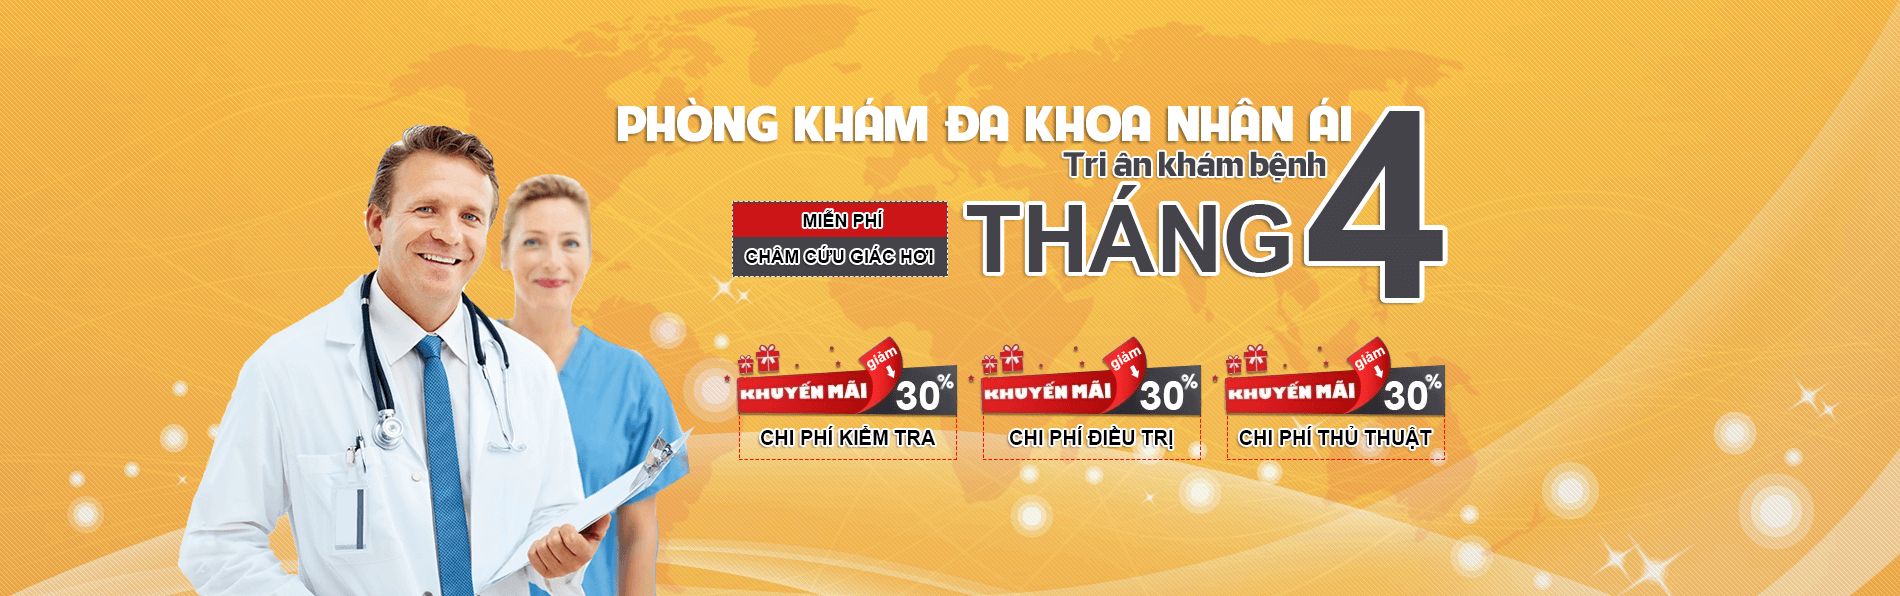 PHÒNG KHÁM ĐA KHOA NHÂN ÁI
Tri ân khám bệnh
THÁNG 4
MIỄN PHÍ
CHÂM CỨU GIÁC HƠI
KHUYẾN MÃI giảm 30%
CHI PHÍ KIỂM TRA
KHUYẾN MÃI giảm 30%
CHI PHÍ ĐIỀU TRỊ
KHUYẾN MÃI giảm 30%
CHI PHÍ THỦ THUẬT